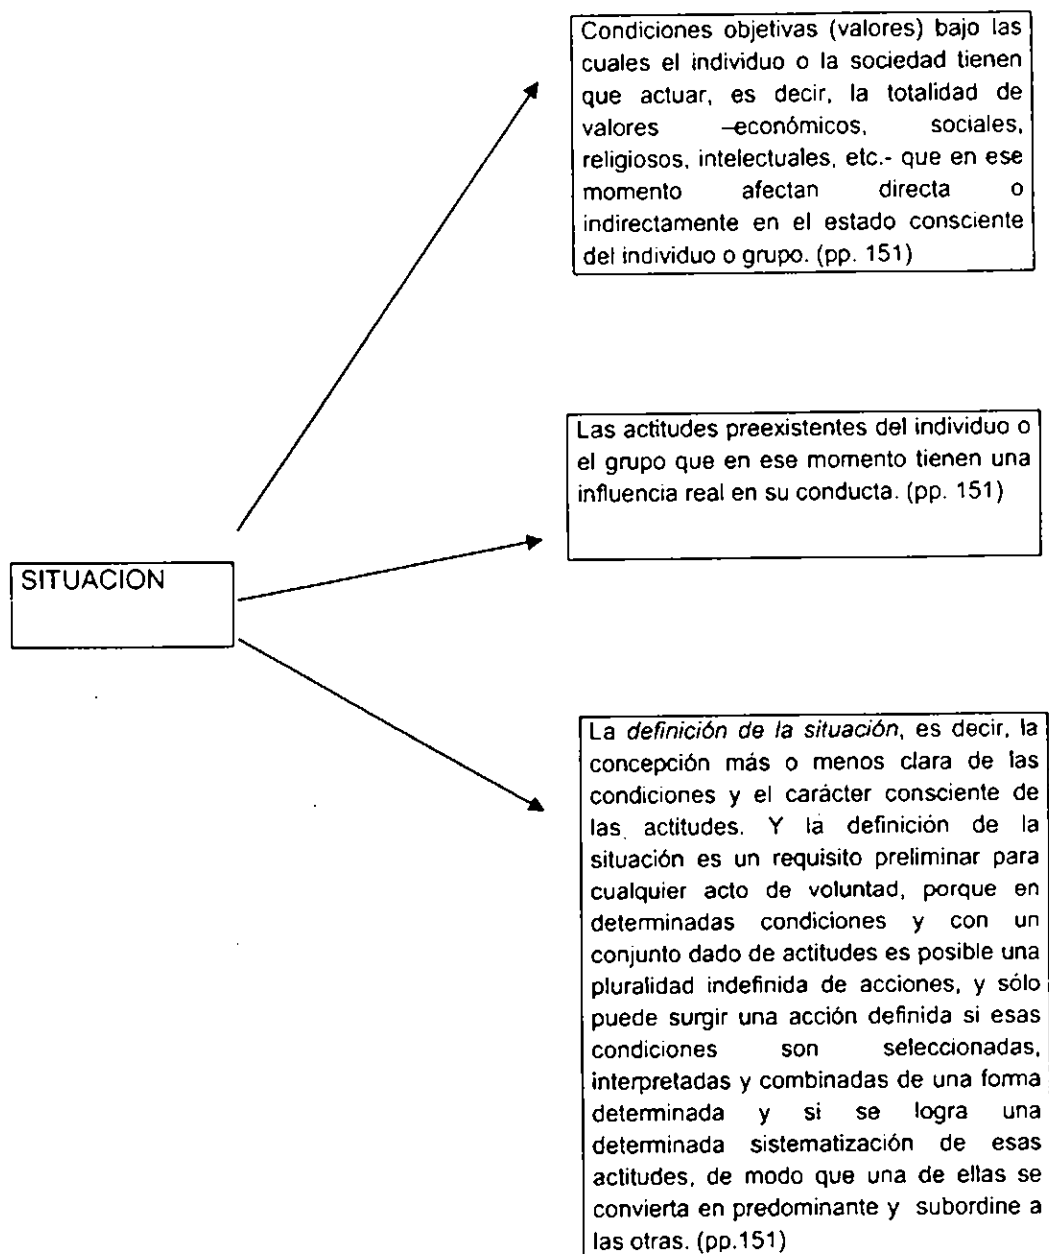 Condiciones objetivas (valores) bajo las
cuales el individuo o la sociedad tienen
que actuar, es decir, la totalidad de
valores –económicos, sociales,
religiosos, intelectuales, etc.- que en ese
momento afectan directa o
indirectamente en el estado consciente
del individuo o grupo. (pp. 151)
Las actitudes preexistentes del individuo o
el grupo que en ese momento tienen una
influencia real en su conducta. (pp. 151)
SITUACION
La definición de la situación, es decir, la
concepción más o menos clara de las
condiciones y el carácter consciente de
las actitudes. Y la definición de la
situación es un requisito preliminar para
cualquier acto de voluntad, porque en
determinadas condiciones y con un
conjunto dado de actitudes es posible una
pluralidad indefinida de acciones, y sólo
puede surgir una acción definida si esas
condiciones son seleccionadas,
interpretadas y combinadas de una forma
determinada y si se logra una
determinada sistematización de esas
actitudes, de modo que una de ellas se
convierta en predominante y subordine a
las otras. (pp.151)